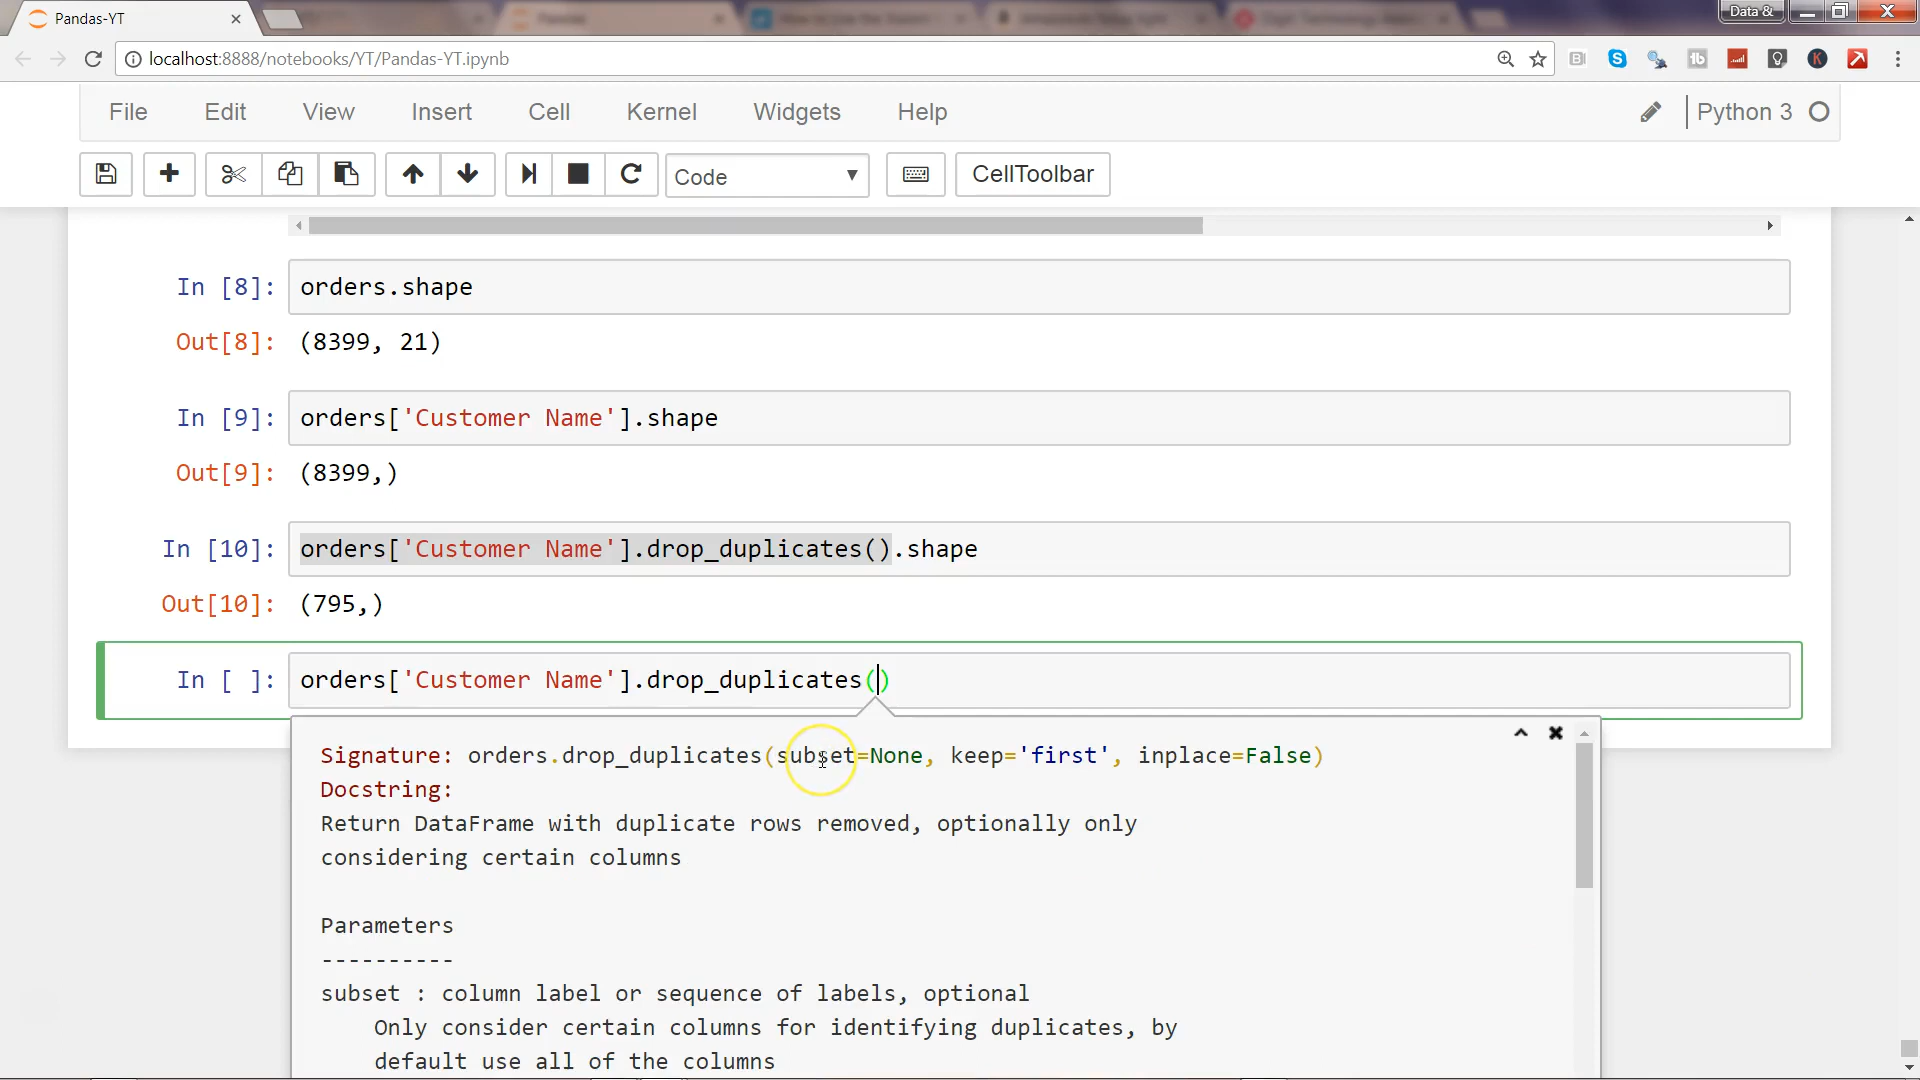 Pandas-YT
Data &
localhost:8888/notebooks/YT/Pandas-YT.ipynb
File Edit View Insert Cell Kernel Widgets Help
Python 3
Code
CellToolbar
In [8]: orders.shape
Out[8]: (8399, 21)
In [9]: orders['Customer Name'].shape
Out[9]: (8399,)
In [10]: orders['Customer Name'].drop_duplicates().shape
Out[10]: (795,)
In [ ]: orders['Customer Name'].drop_duplicates()
Signature: orders.drop_duplicates(subset=None, keep='first', inplace=False)
Docstring:
Return DataFrame with duplicate rows removed, optionally only
considering certain columns
Parameters
----------
subset : column label or sequence of labels, optional
Only consider certain columns for identifying duplicates, by
default use all of the columns